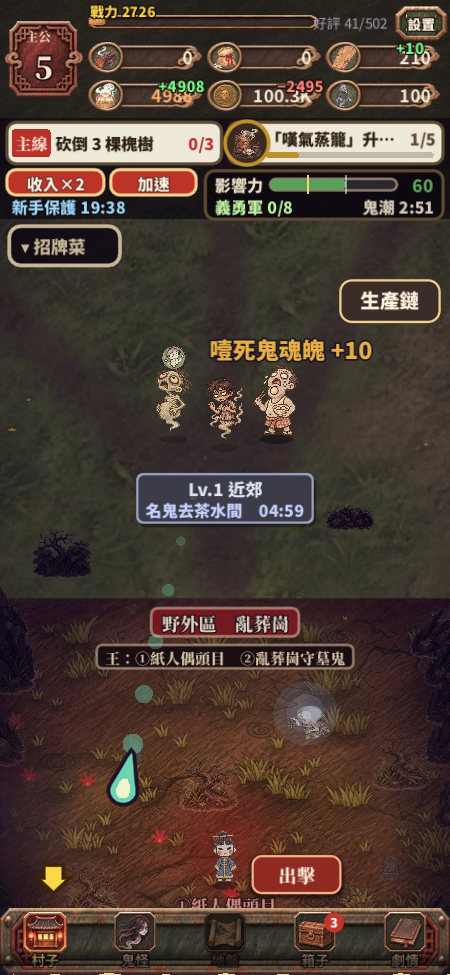 戰力.2726
好評 41/502
設置
主公
5
0
0
+10
210
+4908
4988
-2495
100.3K
100
主線 砍倒 3 棵槐樹 0/3
「嘆氣蒸籠」升⋯ 1/5
收入×2
加速
影響力 60
新手保護 19:38
義勇軍 0/8
鬼潮 2:51
▾招牌菜
生產鏈
噎死鬼魂魄 +10
Lv.1 近郊
名鬼去茶水間 04:59
野外區 亂葬崗
王：①紙人偶頭目 ②亂葬崗守墓鬼
出擊
①紙人偶頭目
3
村子
鬼怪
地盤
箱子
劇情